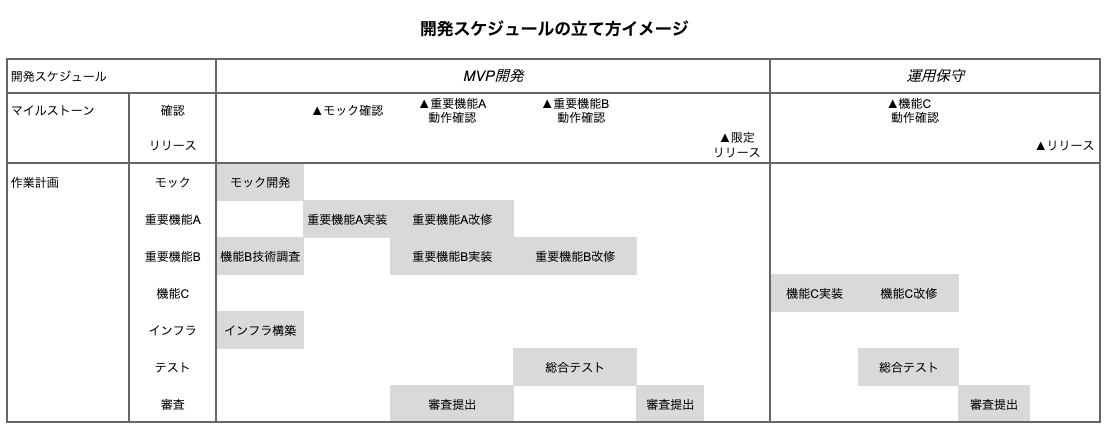 開発スケジュールの立て方イメージ
開発スケジュール
MVP開発
運用保守
マイルストーン
確認
▲モック確認
▲重要機能A
動作確認
▲重要機能B
動作確認
▲機能C
動作確認
リリース
▲限定
リリース
▲リリース
作業計画
モック
モック開発
重要機能A
重要機能A実装
重要機能A改修
重要機能B
機能B技術調査
重要機能B実装
重要機能B改修
機能C
機能C実装
機能C改修
インフラ
インフラ構築
テスト
総合テスト
総合テスト
審査
審査提出
審査提出
審査提出